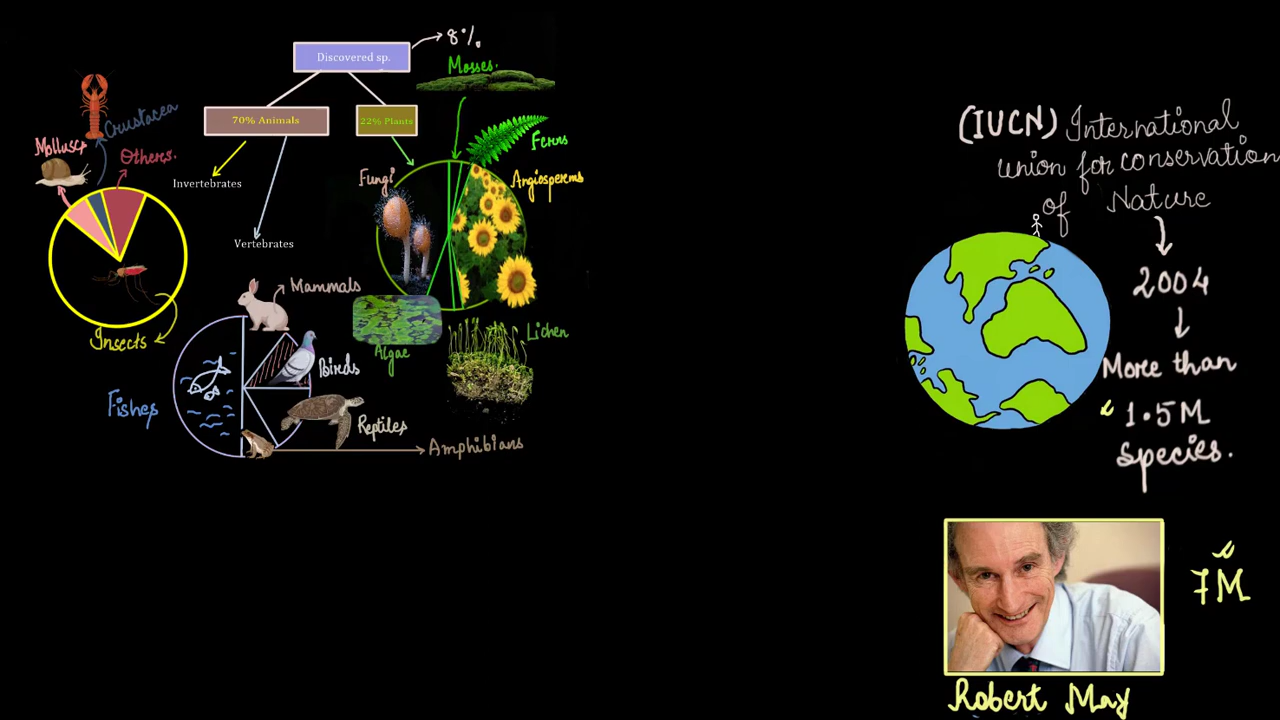 Discovered sp.
8%
Mosses.
70% Animals
22% Plants
Crustacea
Mollusca
Others.
Invertebrates
Insects
Vertebrates
Fungi
Ferns
Angiosperms
Algae
Lichen
Mammals
Birds
Fishes
Reptiles
Amphibians
(IUCN) International
union for conservation
of Nature
2004
More than
1.5M
species.
7M
Robert May